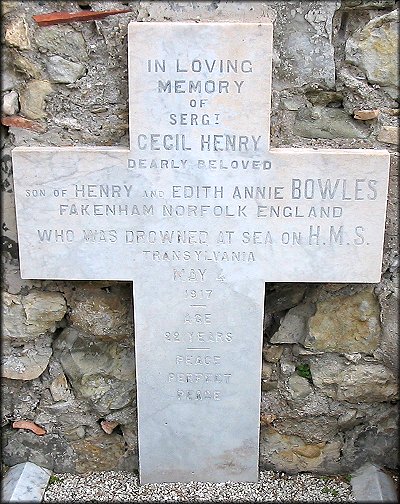 IN LOVING
MEMORY
OF
SERGT
CECIL HENRY
DEARLY BELOVED
SON OF HENRY AND EDITH ANNIE BOWLES
FAKENHAM NORFOLK ENGLAND
WHO WAS DROWNED AT SEA ON H.M.S.
TRANSYLVANIA
MAY 4
1917
AGE
22 YEARS
PEACE
PERFECT
PEACE